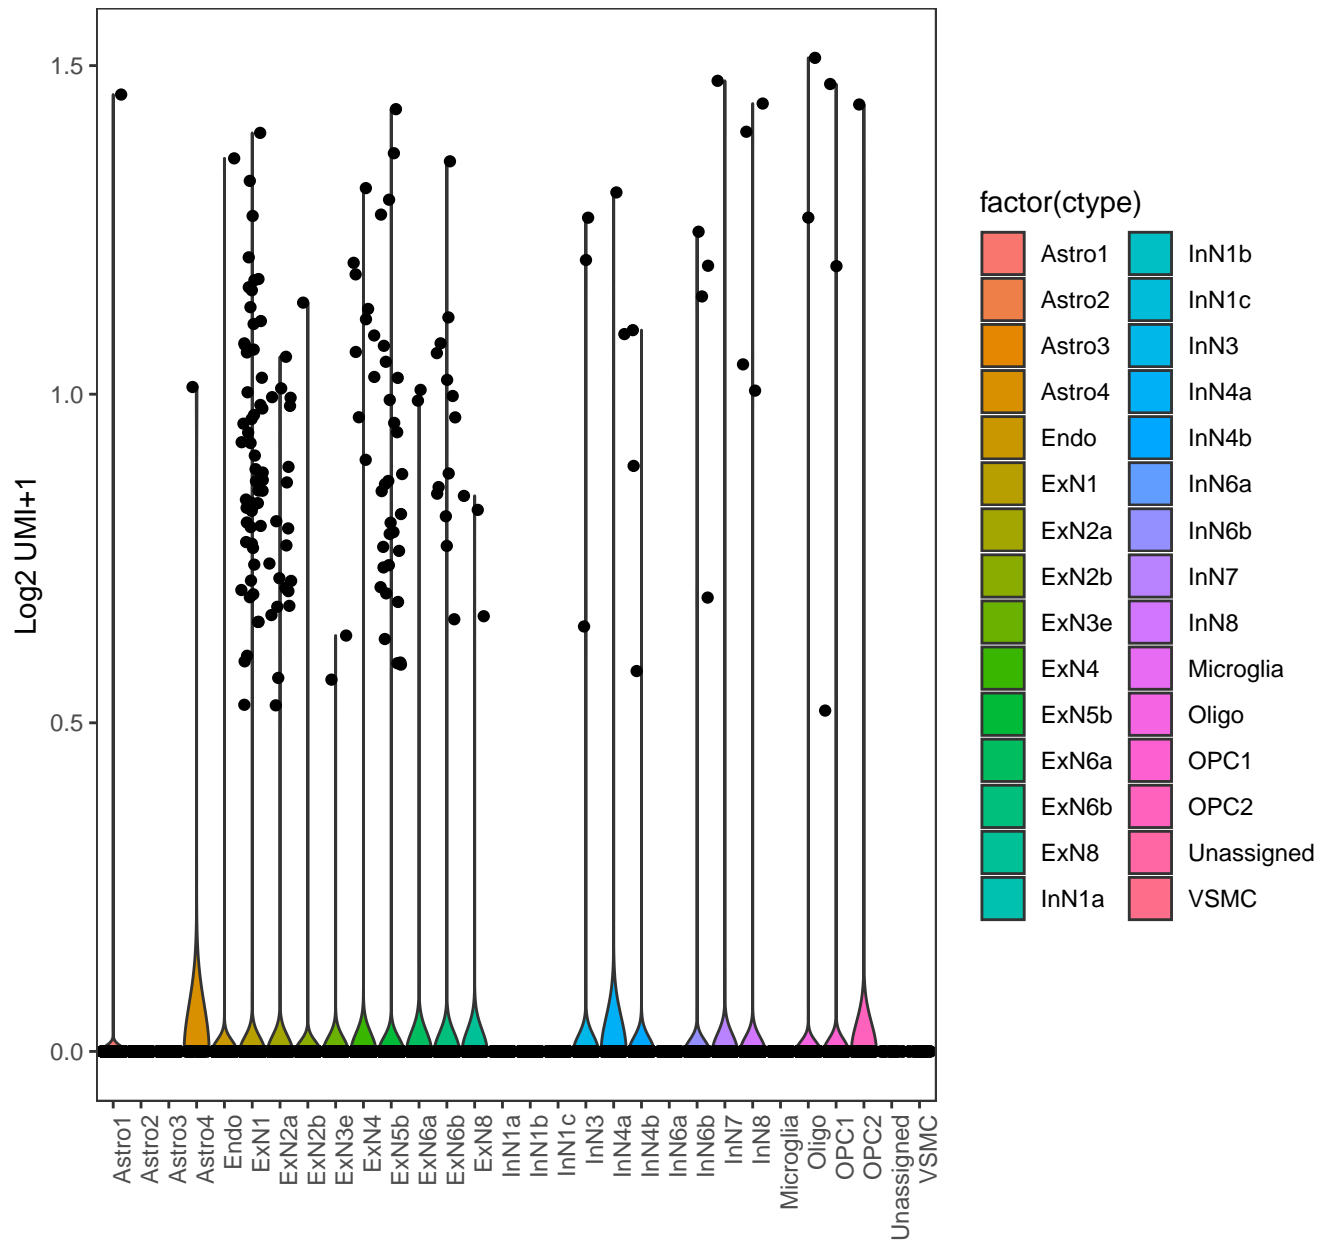 Log2 UMI+1
1.5
1.0
0.5
0.0
Astro1
Astro2
Astro3
Astro4
Endo
ExN1
ExN2a
ExN2b
ExN3e
ExN4
ExN5b
ExN6a
ExN6b
ExN8
InN1a
InN1b
InN1c
InN3
InN4a
InN4b
InN6a
InN6b
InN7
InN8
Microglia
Oligo
OPC1
OPC2
Unassigned
VSMC
factor(ctype)
Astro1
Astro2
Astro3
Astro4
Endo
ExN1
ExN2a
ExN2b
ExN3e
ExN4
ExN5b
ExN6a
ExN6b
ExN8
InN1a
InN1b
InN1c
InN3
InN4a
InN4b
InN6a
InN6b
InN7
InN8
Microglia
Oligo
OPC1
OPC2
Unassigned
VSMC